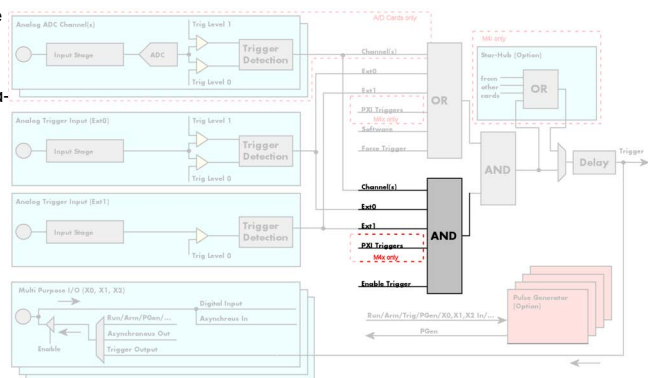 e
A/D Cards only
Analog ADC Channel(s)
Trig Level 1
Input Stage
ADC
Trigger
Detection
Trig Level 0
d-
Analog Trigger Input (Ext0)
Trig Level 1
Input Stage
Trigger
Detection
Trig Level 0
Analog Trigger Input (Ext1)
Input Stage
Trigger
Detection
Trig Level 0
Multi Purpose I/O (X0, X1, X2)
Digital Input
Run/Arm/PGen/...
Asynchronous In
Asynchronous Out
Enable
Trigger Output
Channel(s)
Ext0
Ext1
PXI Triggers
M4x only
Software
Force Trigger
OR
Channel(s)
Ext0
Ext1
PXI Triggers
M4x only
Enable Trigger
AND
AND
M4i only
Star-Hub (Option)
from
other
cards
OR
Delay
Trigger
Run/Arm/Trig/PGen/X0,X1,X2 In/...
PGen
Pulse Generator
(Option)